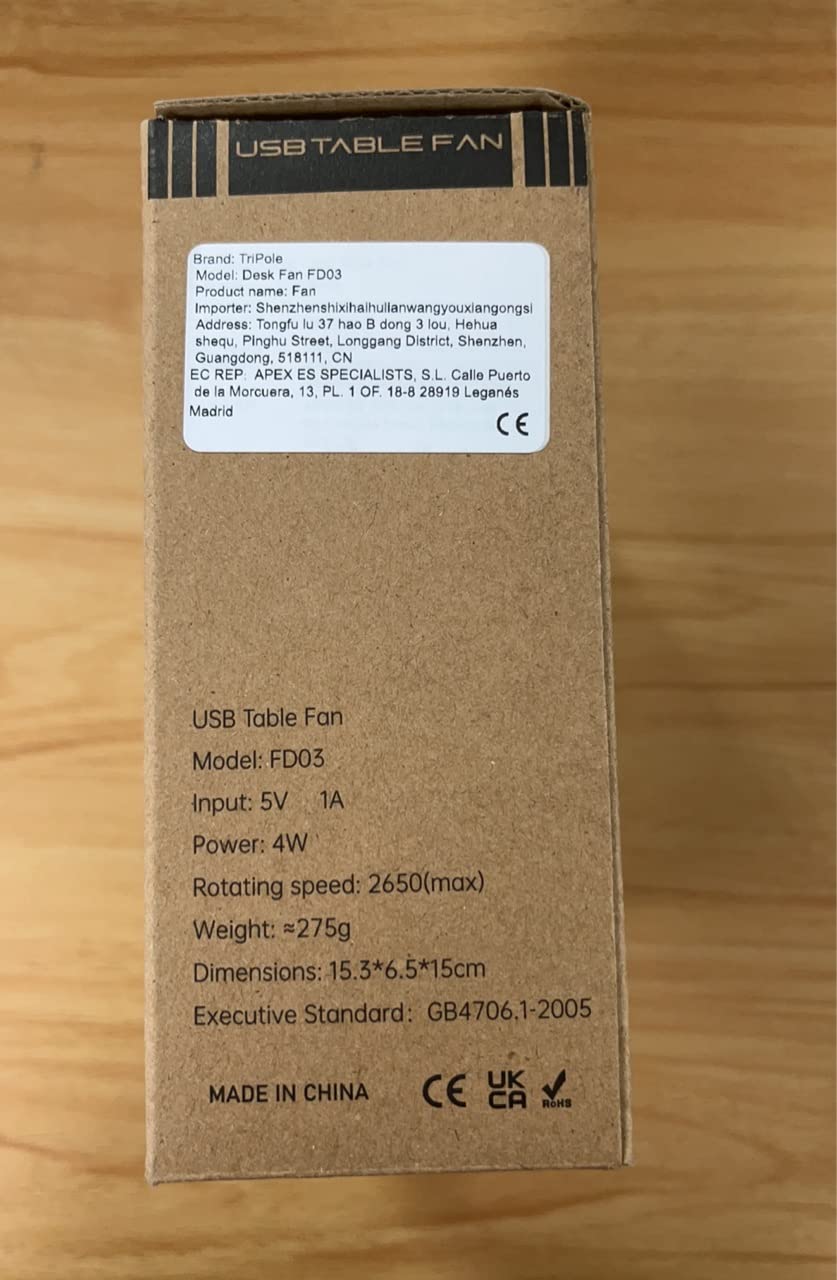 USB TABLE FAN
Brand: TriPole
Model: Desk Fan FD03
Product name: Fan
Importer: Shenzhenshixihaihulianwangyouxiangongsi
Address: Tongfu lu 37 hao B dong 3 lou, Hehua
shequ, Pinghu Street, Longgang District, Shenzhen,
Guangdong, 518111, CN
EC REP: APEX ES SPECIALISTS, S.L. Calle Puerto
de la Morcuera, 13, PL. 1 OF. 18-8 28919 Leganés
Madrid
CE
USB Table Fan
Model: FD03
Input: 5V 1A
Power: 4W
Rotating speed: 2650(max)
Weight: ≈275g
Dimensions: 15.3*6.5*15cm
Executive Standard: GB4706.1-2005
MADE IN CHINA CE UK CA RoHS